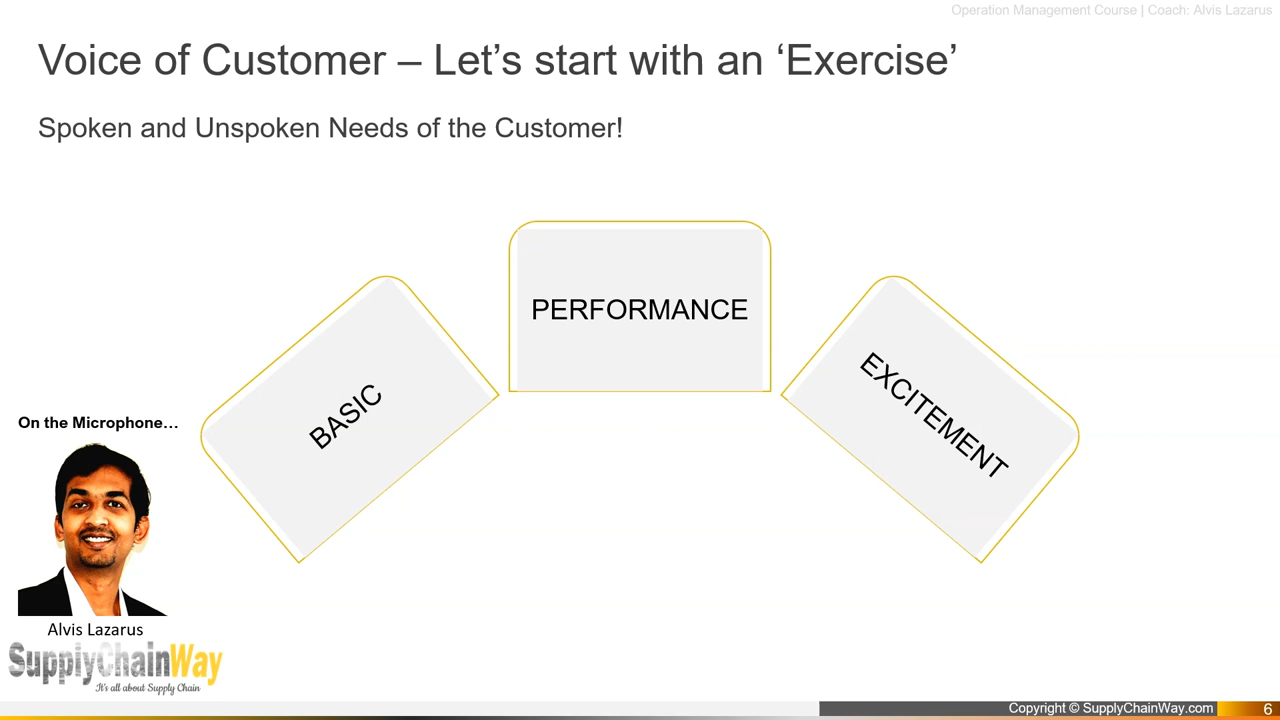 Operation Management Course | Coach: Alvis Lazarus
Voice of Customer – Let’s start with an ‘Exercise’
Spoken and Unspoken Needs of the Customer!
BASIC
PERFORMANCE
EXCITEMENT
On the Microphone…
Alvis Lazarus
SupplyChainWay
It's all about Supply Chain
Copyright © SupplyChainWay.com
6